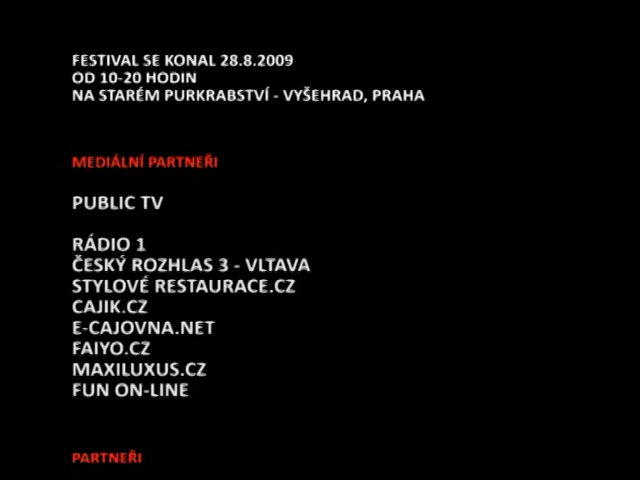 FESTIVAL SE KONAL 28.8.2009
OD 10-20 HODIN
NA STARÉM PURKRABSTVÍ - VYŠEHRAD, PRAHA
MEDIÁLNÍ PARTNEŘI
PUBLIC TV
RÁDIO 1
ČESKÝ ROZHLAS 3 - VLTAVA
STYLOVÉ RESTAURACE.CZ
CAJIK.CZ
E-CAJOVNA.NET
FAIYO.CZ
MAXILUXUS.CZ
FUN ON-LINE
PARTNEŘI